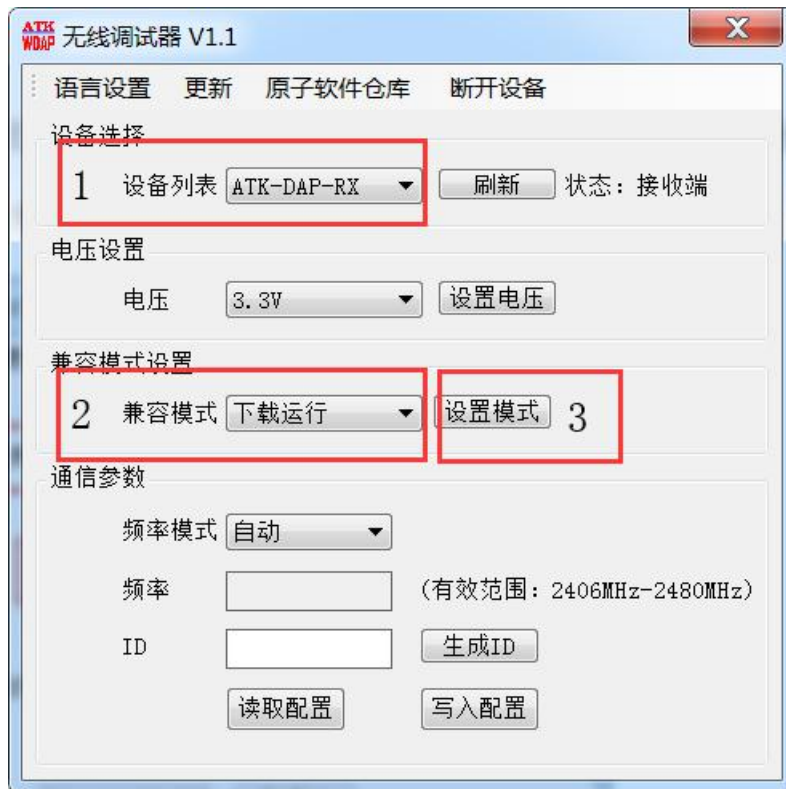 ATK
WDAP 无线调试器 V1.1
X
语言设置 更新 原子软件仓库 断开设备
设备选择
1 设备列表 ATK-DAP-RX 刷新 状态：接收端
电压设置
电压 3.3V 设置电压
兼容模式设置
2 兼容模式 下载运行 设置模式 3
通信参数
频率模式 自动
频率 (有效范围：2406MHz-2480MHz)
ID 生成ID
读取配置 写入配置